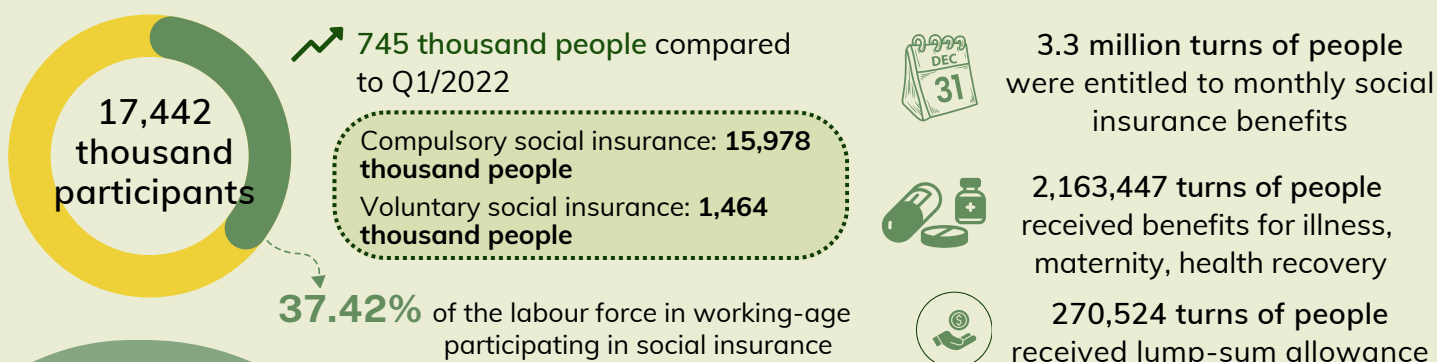 17,442
thousand
participants
745 thousand people compared
to Q1/2022
Compulsory social insurance: 15,978
thousand people
Voluntary social insurance: 1,464
thousand people
37.42% of the labour force in working-age
participating in social insurance
DEC
31
3.3 million turns of people
were entitled to monthly social
insurance benefits
2,163,447 turns of people
received benefits for illness,
maternity, health recovery
$
270,524 turns of people
received lump-sum allowance